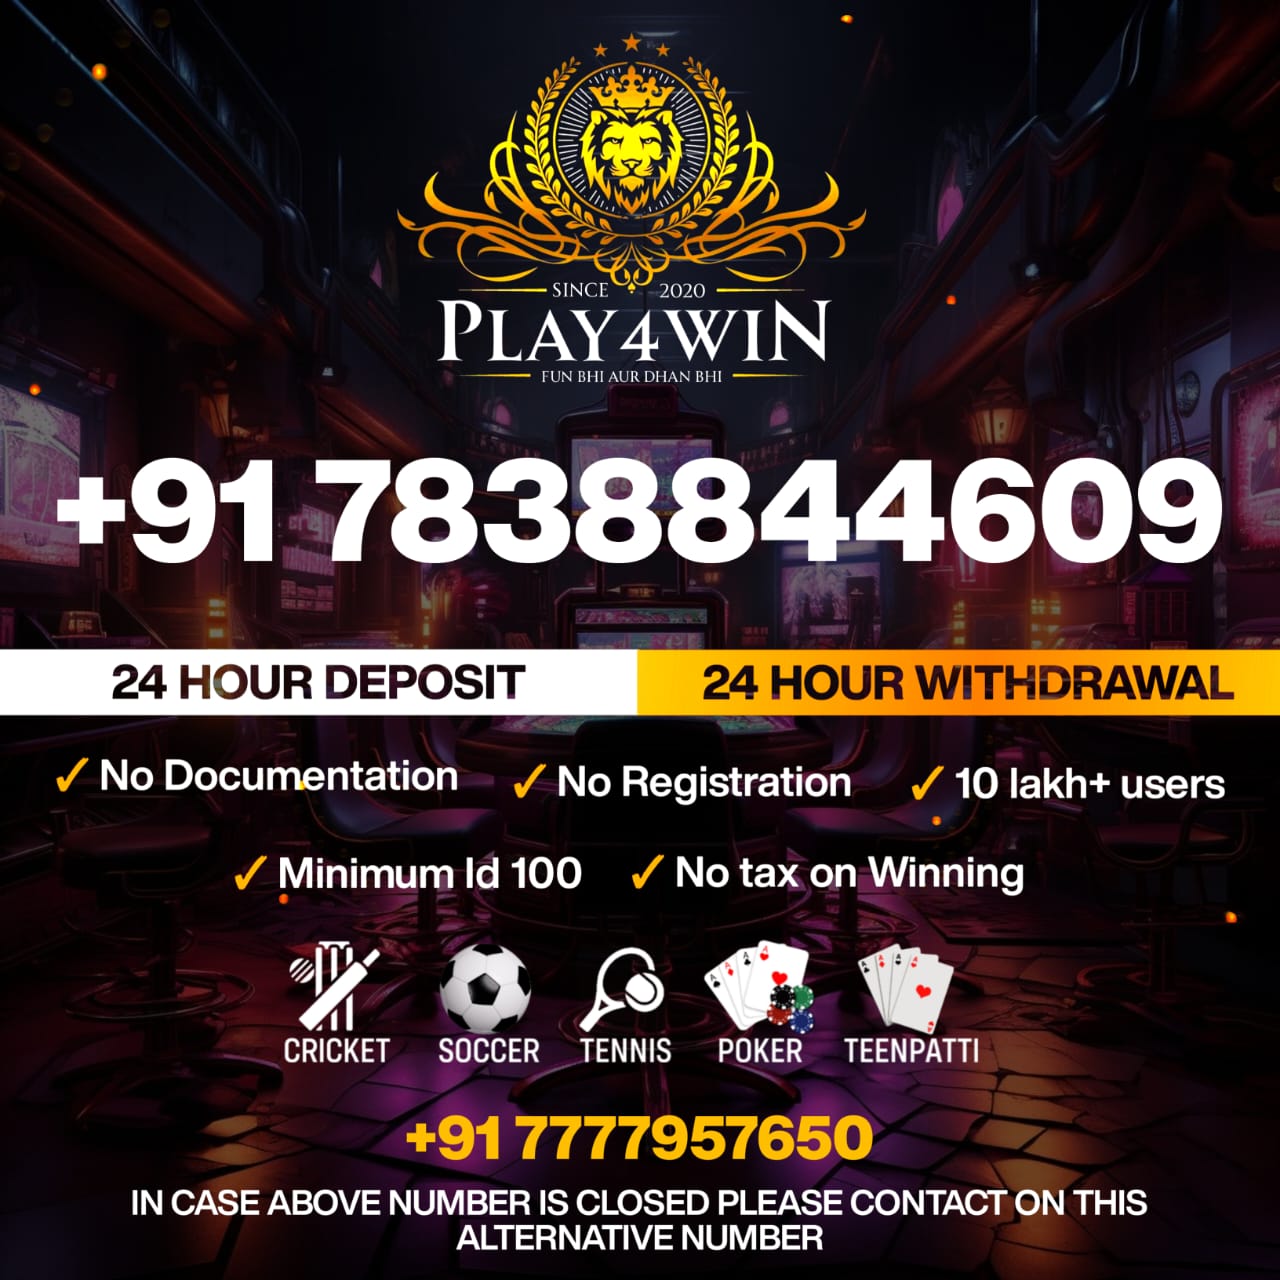 SINCE 2020
PLAY4WIN
FUN BHI AUR DHAN BHI
+91 7838844609
24 HOUR DEPOSIT
24 HOUR WITHDRAWAL
✓ No Documentation
✓ No Registration
✓ 10 lakh+ users
✓ Minimum Id 100
✓ No tax on Winning
CRICKET
SOCCER
TENNIS
POKER
TEENPATTI
+91 7777957650
IN CASE ABOVE NUMBER IS CLOSED PLEASE CONTACT ON THIS
ALTERNATIVE NUMBER